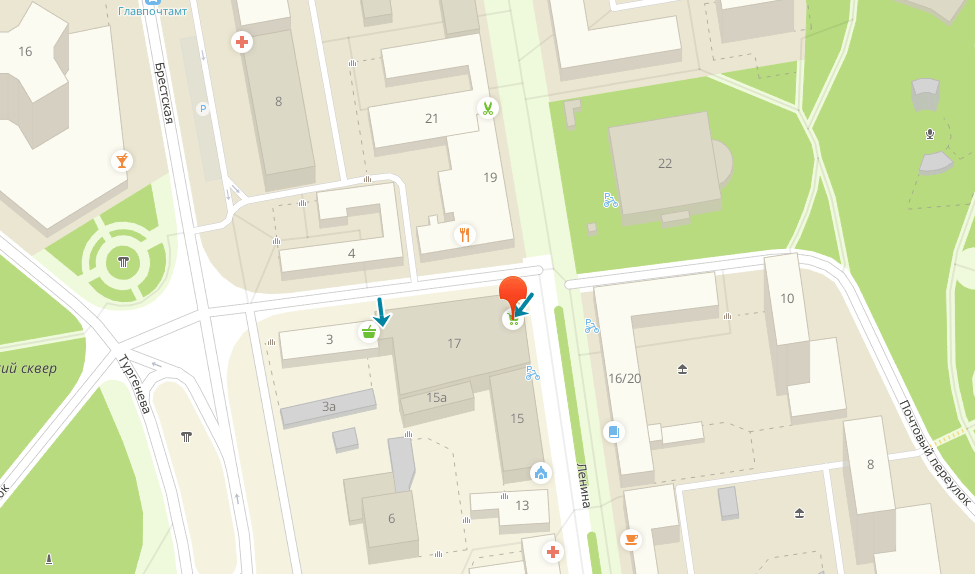 Главпочтамт
16
8
Брестская
P
21
19
22
4
10
3
17
16/20
ий сквер
Тургенева
3а
15а
15
Почтовый переулок
8
Ленина
ок
13
6